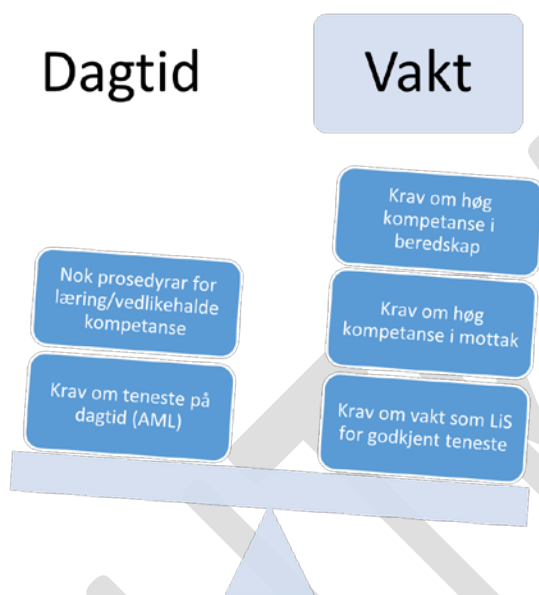 Dagtid
Vakt
Nok prosedyrar for
læring/vedlikehalde
kompetanse
Krav om teneste på
dagtid (AML)
Krav om høg
kompetanse i
beredskap
Krav om høg
kompetanse i mottak
Krav om vakt som LiS
for godkjent teneste